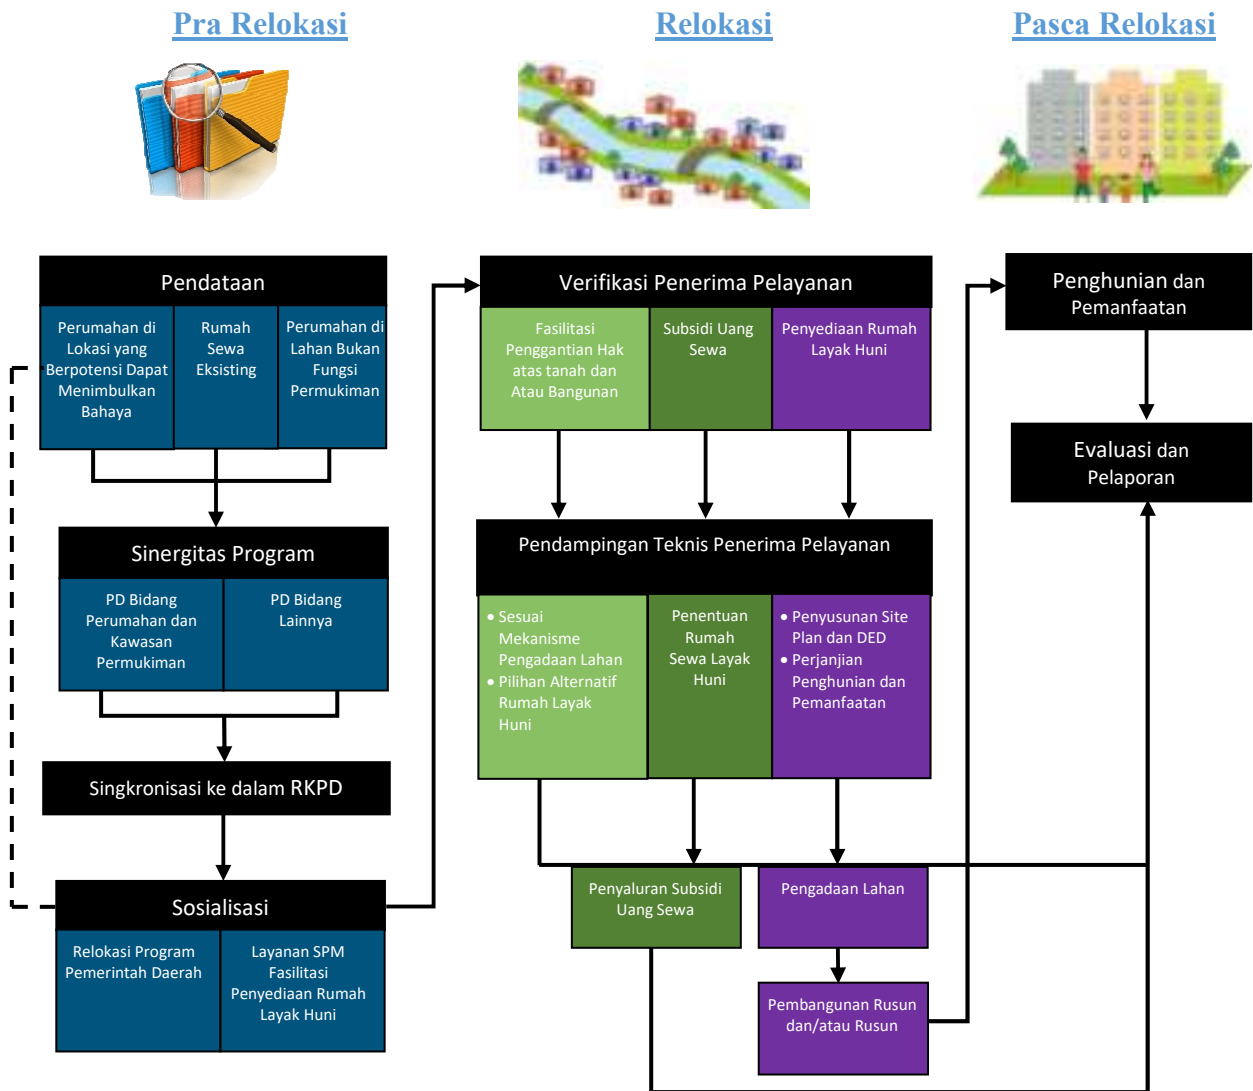 Pra Relokasi
Relokasi
Pasca Relokasi
Pendataan
Perumahan di
Lokasi yang
Berpotensi Dapat
Menimbulkan
Bahaya
Rumah
Sewa
Eksisting
Perumahan di
Lahan Bukan
Fungsi
Permukiman
Sinergitas Program
PD Bidang
Perumahan dan
Kawasan
Permukiman
PD Bidang
Lainnya
Singkronisasi ke dalam RKPD
Sosialisasi
Relokasi Program
Pemerintah Daerah
Layanan SPM
Fasilitasi
Penyediaan Rumah
Layak Huni
Verifikasi Penerima Pelayanan
Fasilitasi
Penggantian Hak
atas tanah dan
Atau Bangunan
Subsidi Uang
Sewa
Penyediaan Rumah
Layak Huni
Pendampingan Teknis Penerima Pelayanan
• Sesuai
Mekanisme
Pengadaan Lahan
• Pilihan Alternatif
Rumah Layak
Huni
Penentuan
Rumah
Sewa Layak
Huni
• Penyusunan Site
Plan dan DED
• Perjanjian
Penghunian dan
Pemanfaatan
Penyaluran Subsidi
Uang Sewa
Pengadaan Lahan
Pembangunan Rusun
dan/atau Rusun
Penghunian dan
Pemanfaatan
Evaluasi dan
Pelaporan